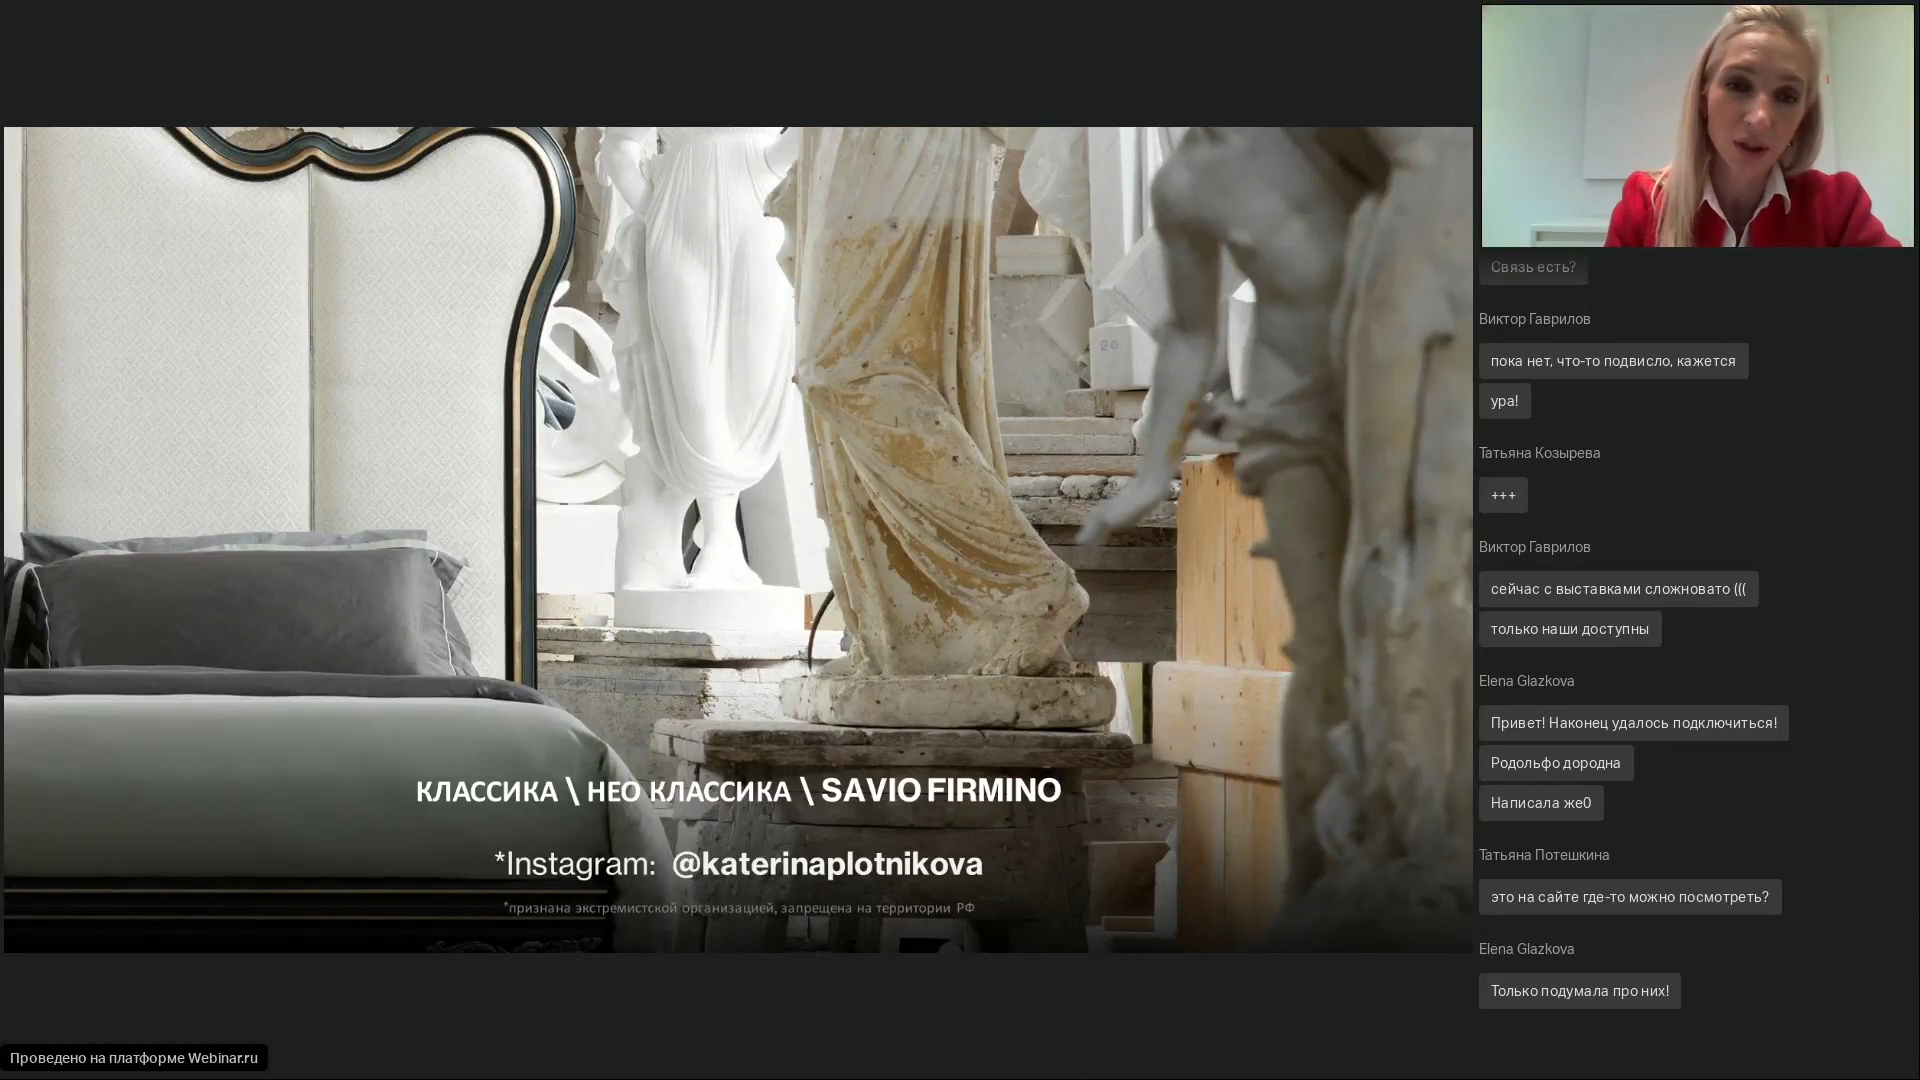 КЛАССИКА \ НЕО КЛАССИКА \ SAVIO FIRMINO
*Instagram: @katerinaplotnikova
*признана экстремистской организацией, запрещена на территории РФ
20
Связь есть?
Виктор Гаврилов
пока нет, что-то подвисло, кажется
ура!
Татьяна Козырева
+++
Виктор Гаврилов
сейчас с выставками сложновато (((
только наши доступны
Elena Glazkova
Привет! Наконец удалось подключиться!
Родольфо дородна
Написала же0
Татьяна Потешкина
это на сайте где-то можно посмотреть?
Elena Glazkova
Только подумала про них!
Проведено на платформе Webinar.ru